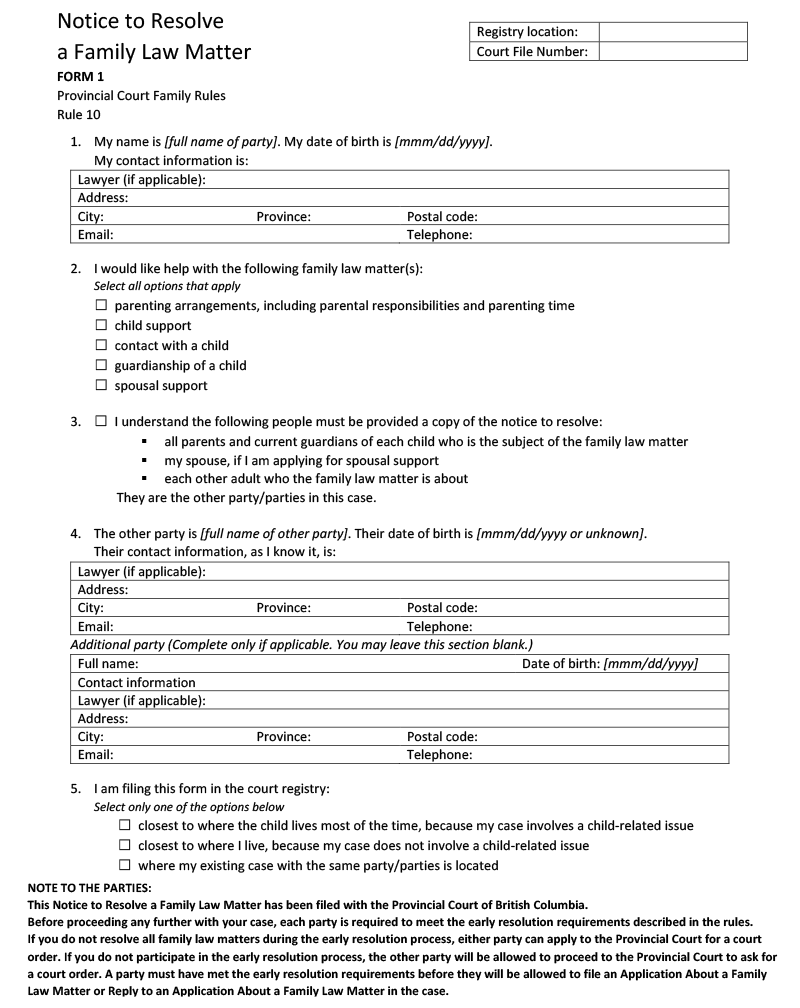 Notice to Resolve
a Family Law Matter
Registry location:
Court File Number:
FORM 1
Provincial Court Family Rules
Rule 10
1. My name is [full name of party]. My date of birth is [mmm/dd/yyyy].
My contact information is:
Lawyer (if applicable):
Address:
City: Province: Postal code:
Email: Telephone:
2. I would like help with the following family law matter(s):
Select all options that apply
☐ parenting arrangements, including parental responsibilities and parenting time
☐ child support
☐ contact with a child
☐ guardianship of a child
☐ spousal support
3. ☐ I understand the following people must be provided a copy of the notice to resolve:
▪ all parents and current guardians of each child who is the subject of the family law matter
▪ my spouse, if I am applying for spousal support
▪ each other adult who the family law matter is about
They are the other party/parties in this case.
4. The other party is [full name of other party]. Their date of birth is [mmm/dd/yyyy or unknown].
Their contact information, as I know it, is:
Lawyer (if applicable):
Address:
City: Province: Postal code:
Email: Telephone:
Additional party (Complete only if applicable. You may leave this section blank.)
Full name: Date of birth: [mmm/dd/yyyy]
Contact information
Lawyer (if applicable):
Address:
City: Province: Postal code:
Email: Telephone:
5. I am filing this form in the court registry:
Select only one of the options below
☐ closest to where the child lives most of the time, because my case involves a child-related issue
☐ closest to where I live, because my case does not involve a child-related issue
☐ where my existing case with the same party/parties is located
NOTE TO THE PARTIES:
This Notice to Resolve a Family Law Matter has been filed with the Provincial Court of British Columbia.
Before proceeding any further with your case, each party is required to meet the early resolution requirements described in the rules.
If you do not resolve all family law matters during the early resolution process, either party can apply to the Provincial Court for a court
order. If you do not participate in the early resolution process, the other party will be allowed to proceed to the Provincial Court to ask for
a court order. A party must have met the early resolution requirements before they will be allowed to file an Application About a Family
Law Matter or Reply to an Application About a Family Law Matter in the case.